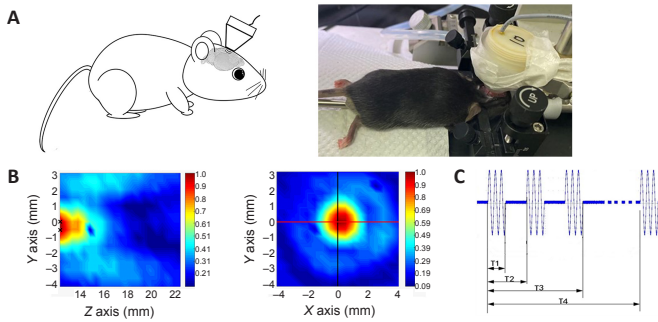 A
B
C
3
2
1
0
−1
−2
−3
−4
Y axis (mm)
14 16 18 20 22
Z axis (mm)
1.0
0.9
0.8
0.7
0.61
0.51
0.41
0.31
0.21
3
2
1
0
−1
−2
−3
−4
Y axis (mm)
−4 −2 0 2 4
X axis (mm)
1.0
0.9
0.8
0.69
0.59
0.49
0.39
0.29
0.19
0.09
T1
T2
T3
T4
UP